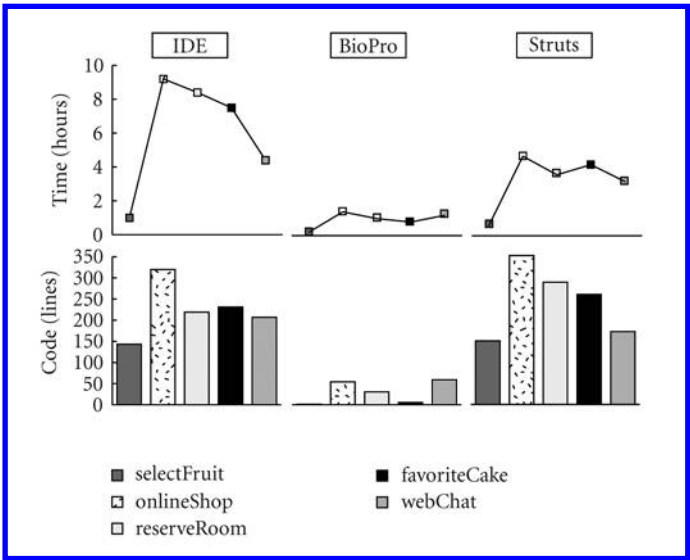 IDE BioPro Struts
Time (hours)
10
8
6
4
2
0
Code (lines)
350
300
250
200
150
100
50
0
selectFruit
onlineShop
reserveRoom
favoriteCake
webChat